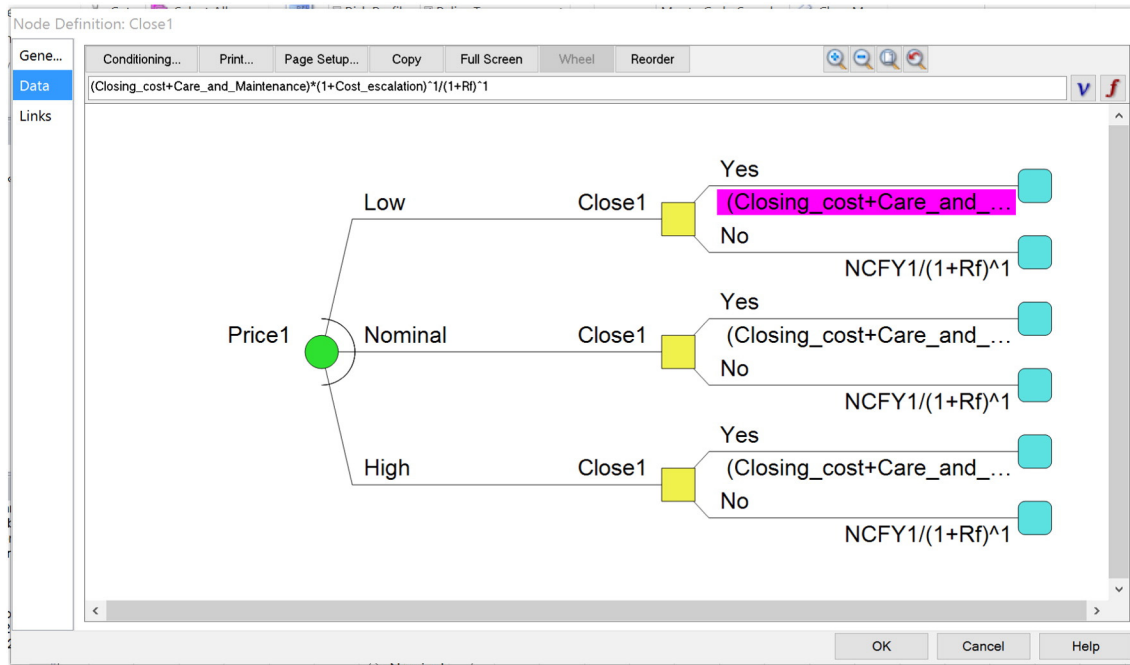 Node Definition: Close1
Gene...
Data
Links
Conditioning... Print... Page Setup... Copy Full Screen Wheel Reorder
(Closing_cost+Care_and_Maintenance)*(1+Cost_escalation)^1/(1+Rf)^1
Yes
Low Close1 (Closing_cost+Care_and_...
No
NCFY1/(1+Rf)^1
Yes
Price1 Nominal Close1 (Closing_cost+Care_and_...
No
NCFY1/(1+Rf)^1
Yes
High Close1 (Closing_cost+Care_and_...
No
NCFY1/(1+Rf)^1
OK Cancel Help